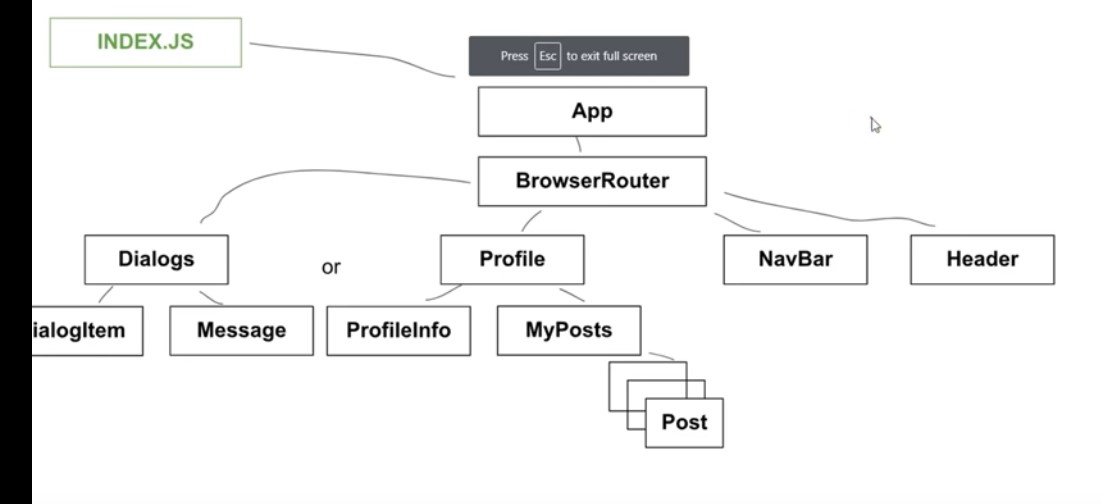 INDEX.JS
Press Esc to exit full screen
App
BrowserRouter
Dialogs
or
Profile
NavBar
Header
ialogItem
Message
ProfileInfo
MyPosts
Post